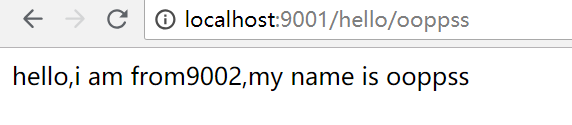 localhost:9001/hello/ooppss
hello,i am from9002,my name is ooppss